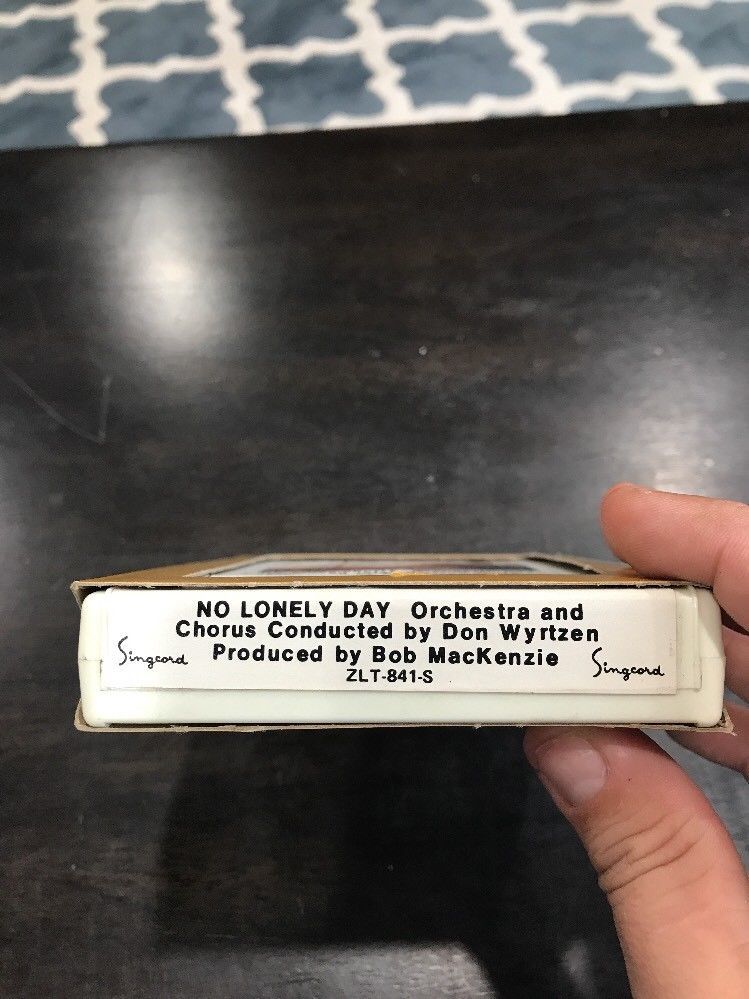 NO LONELY DAY Orchestra and
Chorus Conducted by Don Wyrtzen
Singcord Produced by Bob MacKenzie Singcord
ZLT-841-S